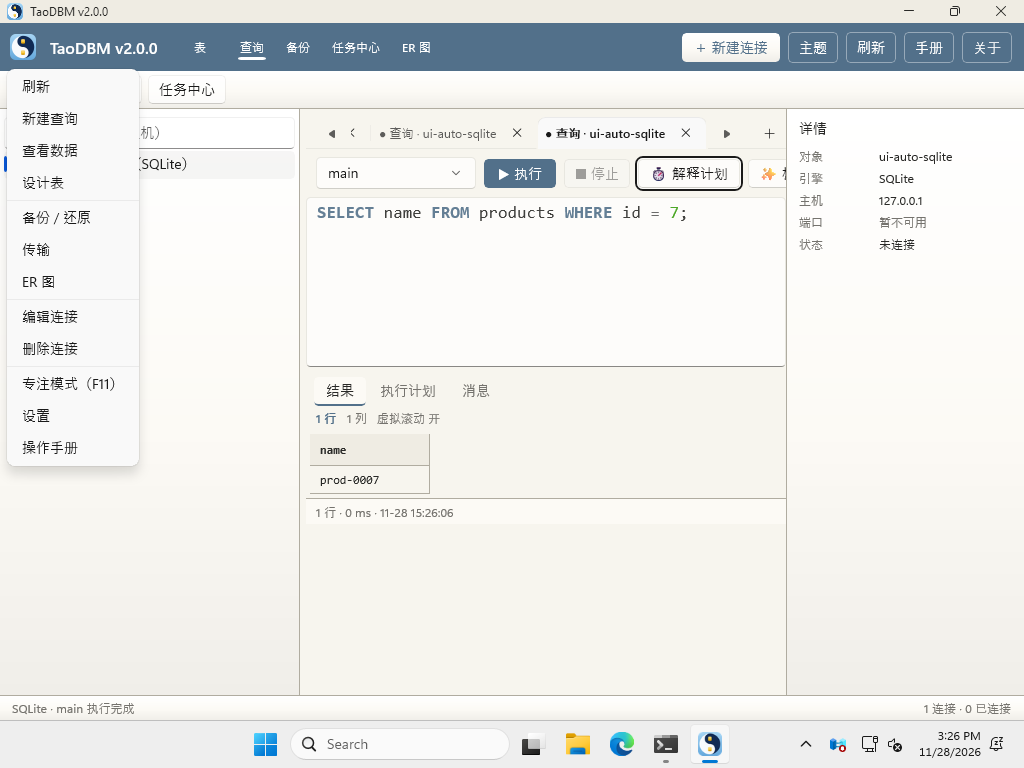 TaoDBM v2.0.0
TaoDBM v2.0.0
表
查询
备份
任务中心
ER 图
+ 新建连接
主题
刷新
手册
关于
刷新
新建查询
查看数据
设计表
备份 / 还原
传输
ER 图
编辑连接
删除连接
专注模式（F11）
设置
操作手册
任务中心
机）
(SQLite)
● 查询 · ui-auto-sqlite
● 查询 · ui-auto-sqlite
main
执行
停止
解释计划
SELECT name FROM products WHERE id = 7;
结果
执行计划
消息
1 行 1 列 虚拟滚动 开
name
prod-0007
1 行 · 0 ms · 11-28 15:26:06
详情
对象 ui-auto-sqlite
引擎 SQLite
主机 127.0.0.1
端口 暂不可用
状态 未连接
SQLite · main 执行完成
1 连接 · 0 已连接
Search
3:26 PM
11/28/2026